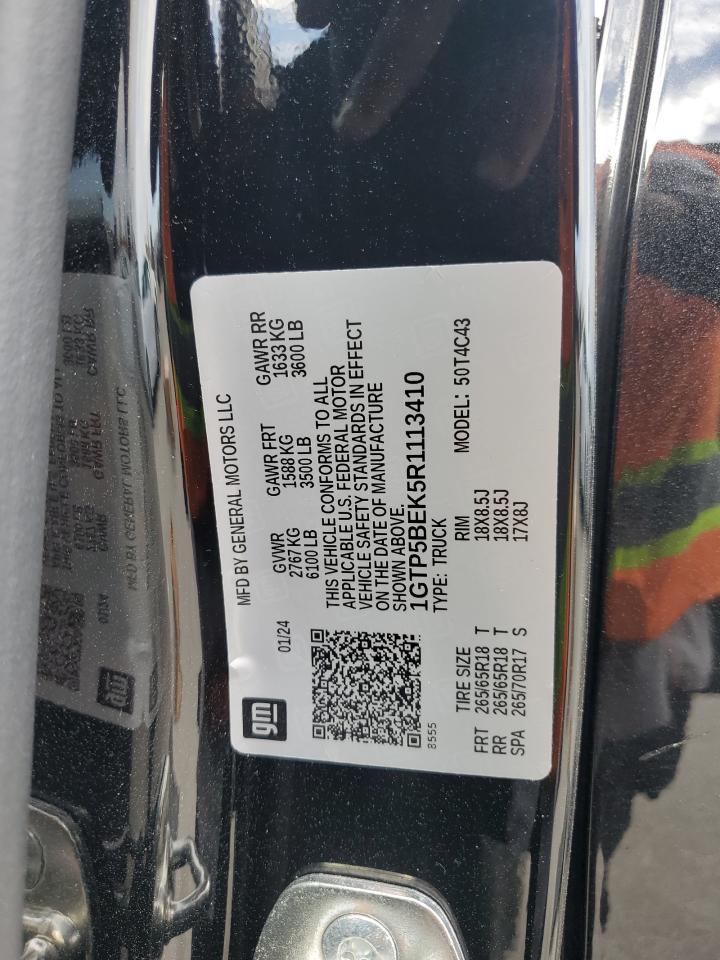 gm
MFD BY GENERAL MOTORS LLC
01/24 GVWR GAWR FRT GAWR RR
2767 KG 1588 KG 1633 KG
6100 LB 3500 LB 3600 LB
THIS VEHICLE CONFORMS TO ALL
APPLICABLE U.S. FEDERAL MOTOR
VEHICLE SAFETY STANDARDS IN EFFECT
ON THE DATE OF MANUFACTURE
SHOWN ABOVE.
1GTP5BEK5R1113410
8555 TYPE: TRUCK MODEL: 50T4C43
TIRE SIZE RIM
FRT 265/65R18 T 18X8.5J
RR 265/65R18 T 18X8.5J
SPA 265/70R17 S 17X8J